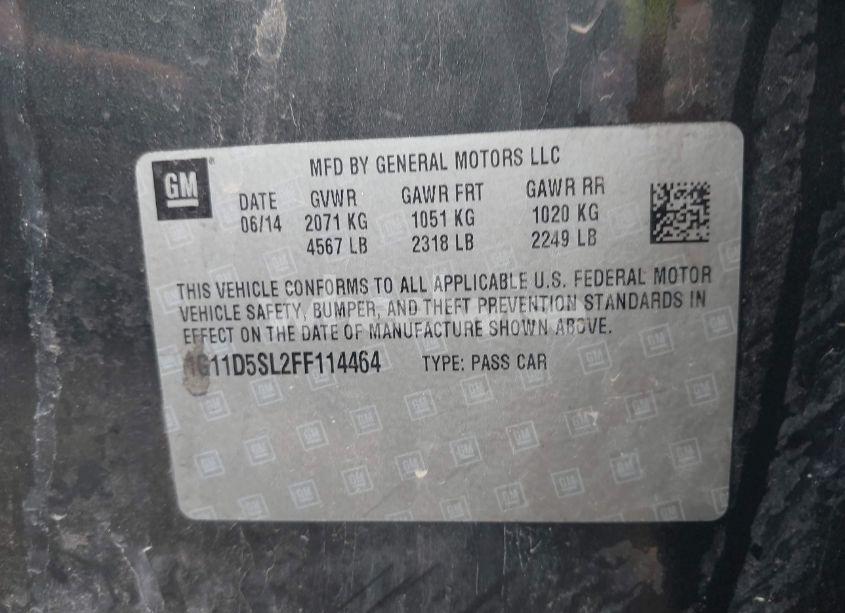 GM
MFD BY GENERAL MOTORS LLC
DATE GVWR GAWR FRT GAWR RR
06/14 2071 KG 1051 KG 1020 KG
4567 LB 2318 LB 2249 LB
THIS VEHICLE CONFORMS TO ALL APPLICABLE U.S. FEDERAL MOTOR
VEHICLE SAFETY, BUMPER, AND THEFT PREVENTION STANDARDS IN
EFFECT ON THE DATE OF MANUFACTURE SHOWN ABOVE.
1G11D5SL2FF114464 TYPE: PASS CAR